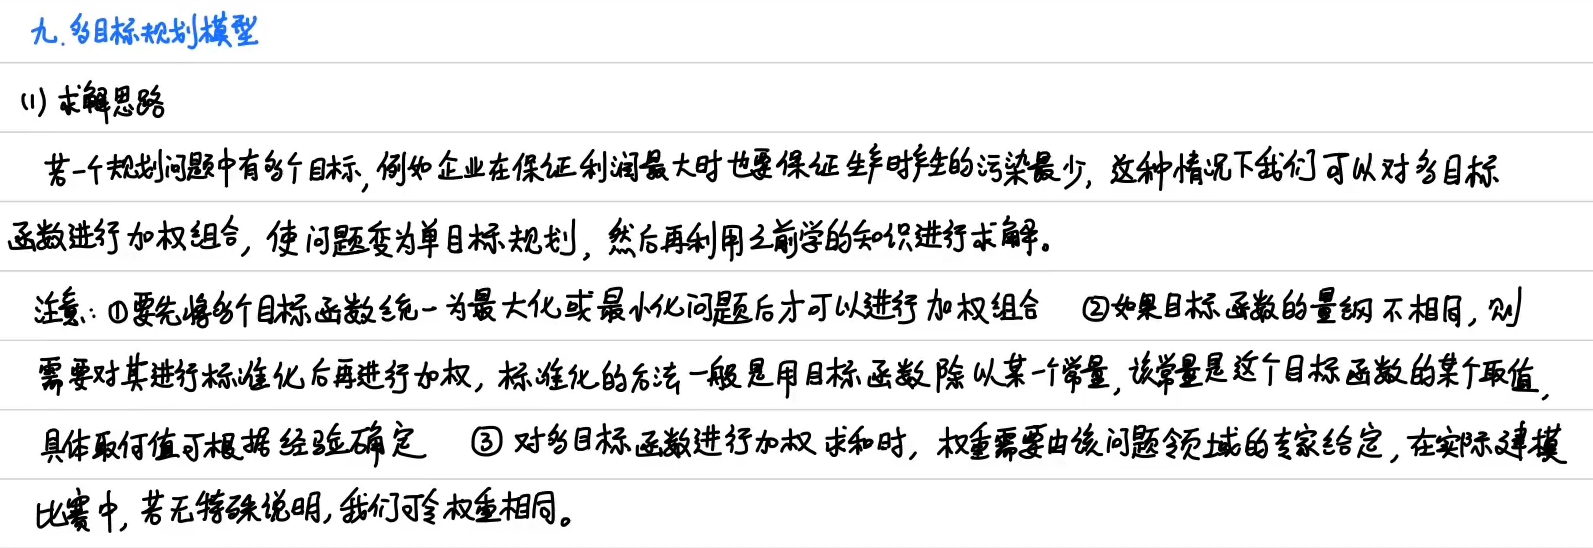 九.多目标规划模型
(1) 求解思路
若一个规划问题中有多个目标,例如企业在保证利润最大时也要保证生产时产生的污染最少,这种情况下我们可以对多目标
函数进行加权组合,使问题变为单目标规划,然后再利用之前学的知识进行求解。
注意:①要先将多个目标函数统一为最大化或最小化问题后才可以进行加权组合 ②如果目标函数的量纲不相同,则
需要对其进行标准化后再进行加权,标准化的方法一般是用目标函数除以某一个常量,该常量是这个目标函数的某个取值,
具体取何值可根据经验确定 ③对多目标函数进行加权求和时,权重需要由该问题领域的专家给定,在实际建模
比赛中,若无特殊说明,我们可令权重相同。